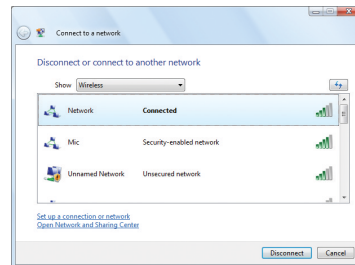 Connect to a network
Disconnect or connect to another network
Show Wireless
Network Connected
Mic Security-enabled network
Unnamed Network Unsecured network
Set up a connection or network
Open Network and Sharing Center
Disconnect Cancel